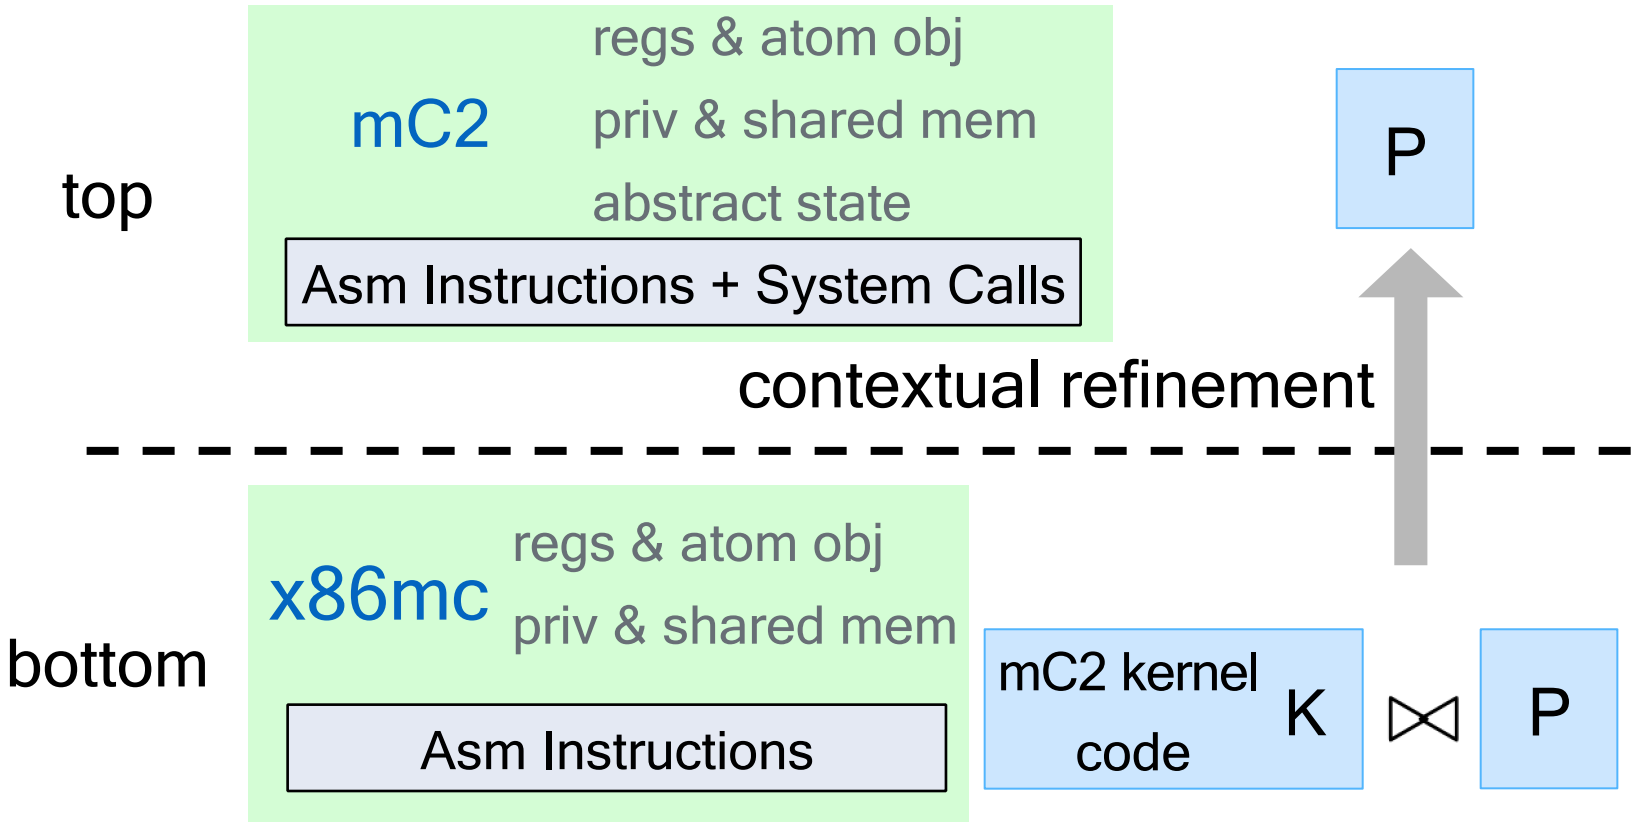 top
mC2
regs & atom obj
priv & shared mem
abstract state
Asm Instructions + System Calls
P
contextual refinement
bottom
x86mc
regs & atom obj
priv & shared mem
Asm Instructions
mC2 kernel
code
K
⋈
P